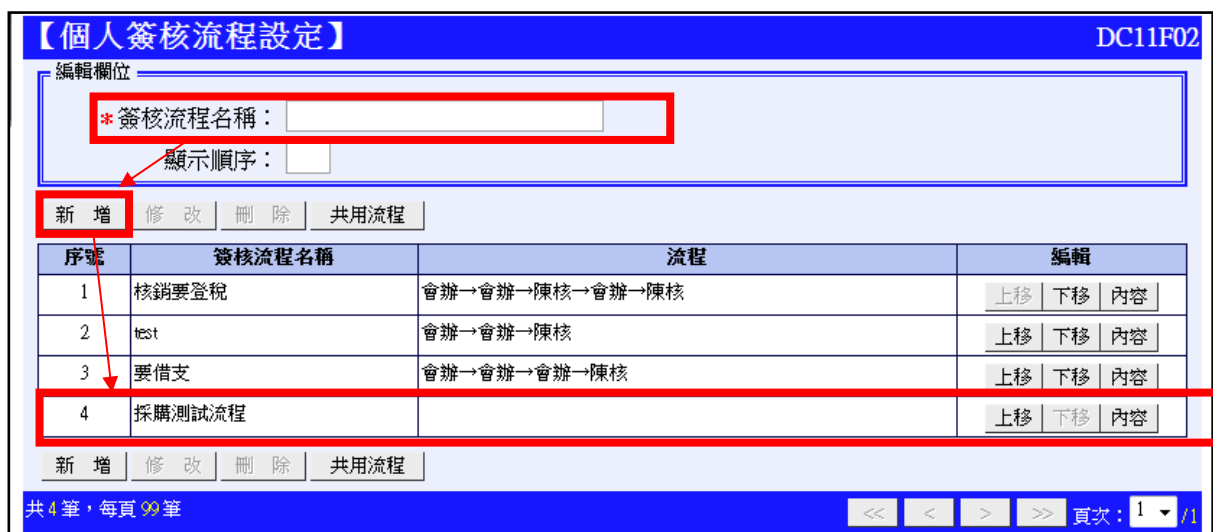 【個人簽核流程設定】 DC11F02
編輯欄位
*簽核流程名稱：
顯示順序：
新 增 修 改 刪 除 共用流程
序號 簽核流程名稱 流程 編輯
1 核銷要登稅 會辦→會辦→陳核→會辦→陳核 上移 下移 內容
2 test 會辦→會辦→陳核 上移 下移 內容
3 要借支 會辦→會辦→會辦→陳核 上移 下移 內容
4 採購測試流程 上移 下移 內容
新 增 修 改 刪 除 共用流程
共4筆，每頁99筆 << < > >> 頁次：1 /1